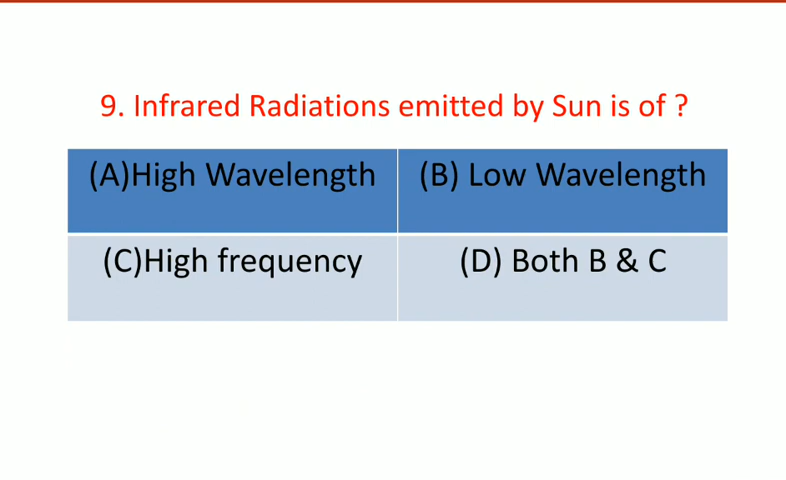 9. Infrared Radiations emitted by Sun is of ?
(A)High Wavelength
(B) Low Wavelength
(C)High frequency
(D) Both B & C